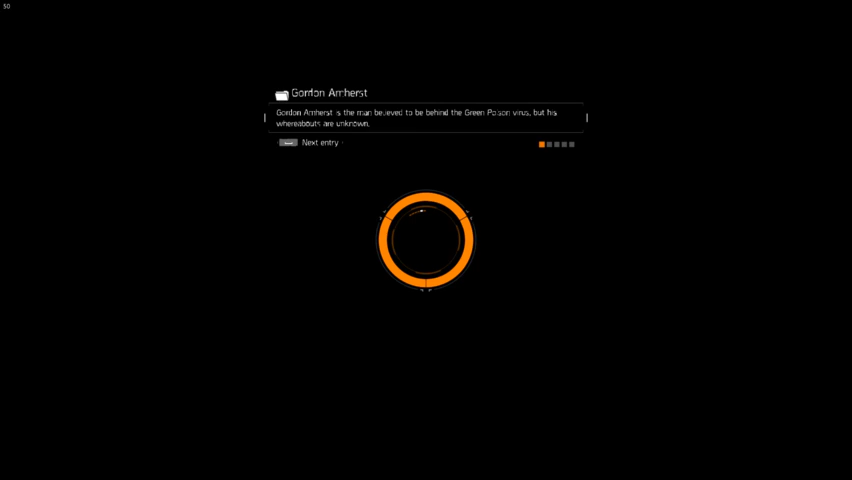 50
Gordon Amherst
Gordon Amherst is the man believed to be behind the Green Poison virus, but his
whereabouts are unknown.
Next entry